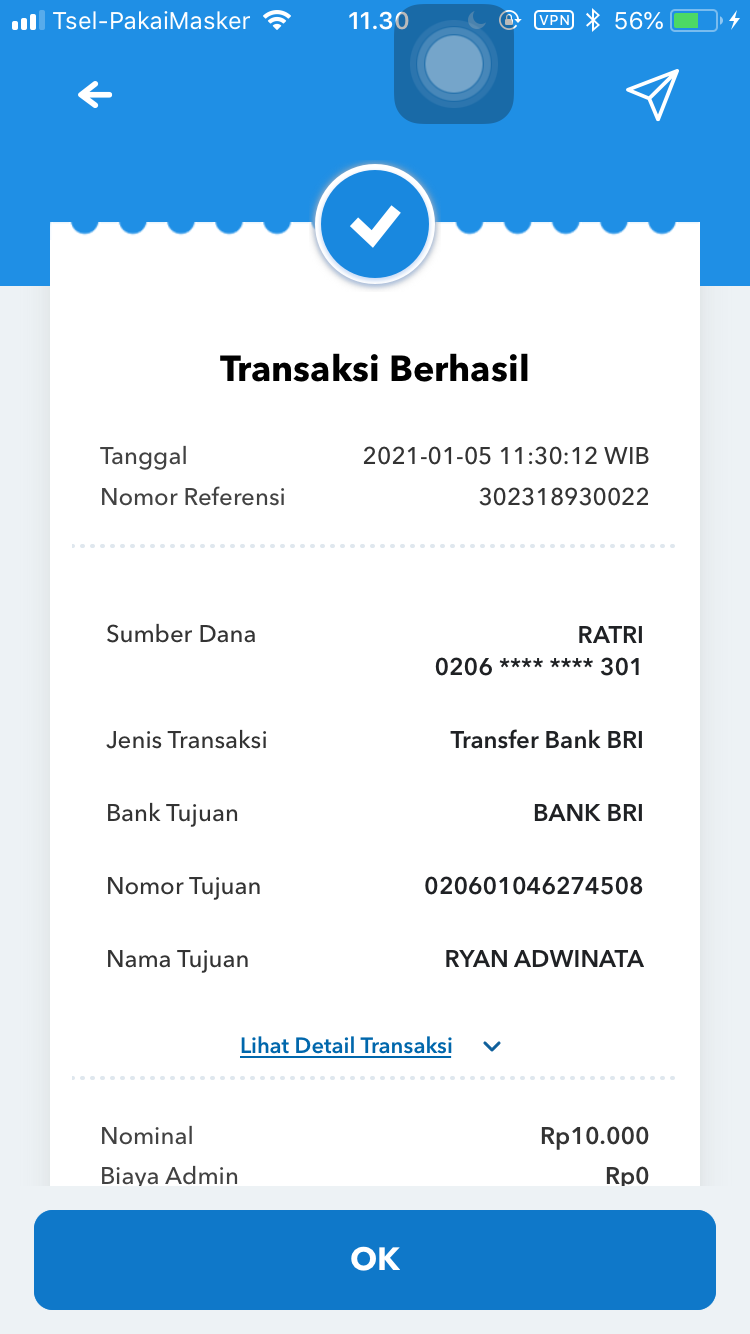 Tsel-PakaiMasker 11.30 VPN 56%
Transaksi Berhasil
Tanggal 2021-01-05 11:30:12 WIB
Nomor Referensi 302318930022
Sumber Dana RATRI
0206 **** **** 301
Jenis Transaksi Transfer Bank BRI
Bank Tujuan BANK BRI
Nomor Tujuan 020601046274508
Nama Tujuan RYAN ADWINATA
Lihat Detail Transaksi
Nominal Rp10.000
Biaya Admin Rp0
OK